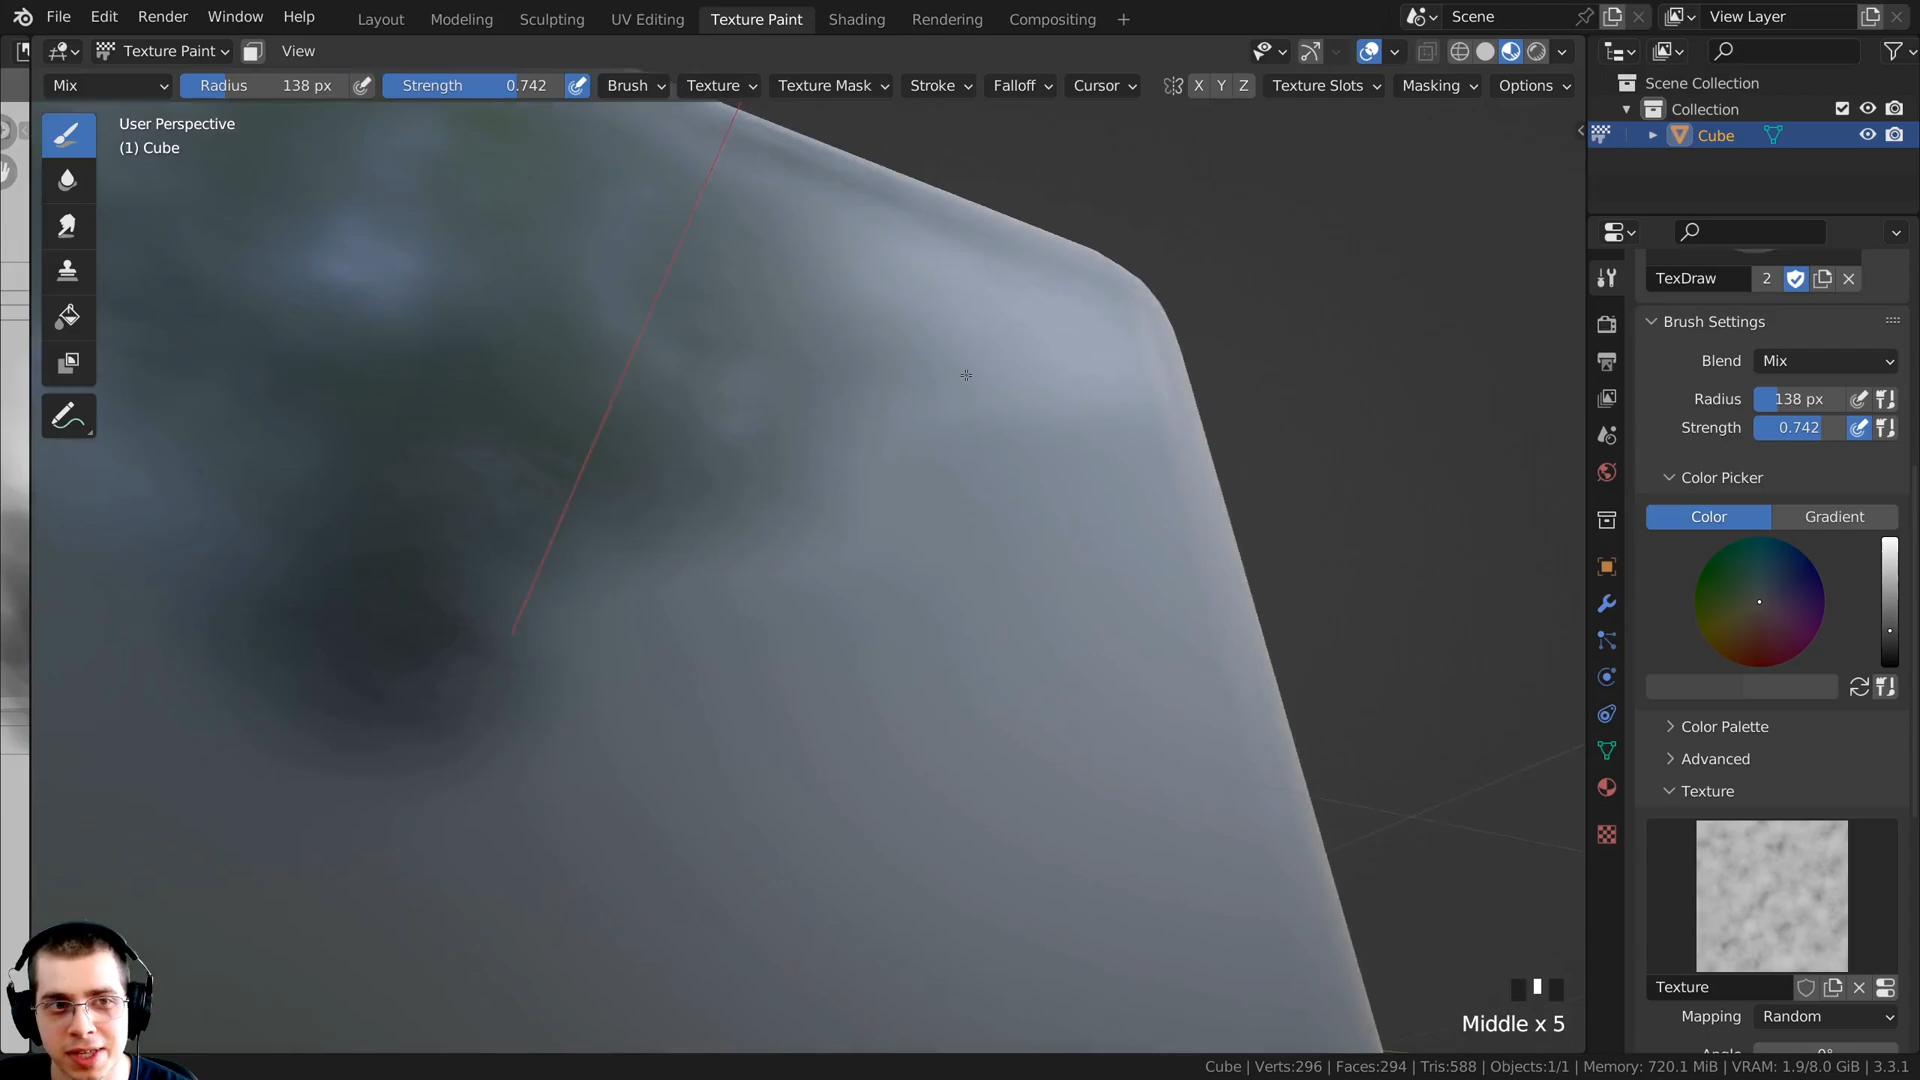 File Edit Render Window Help Layout Modeling Sculpting UV Editing Texture Paint Shading Rendering Compositing + Scene View Layer
Texture Paint View
Mix Radius 138 px Strength 0.742 Brush Texture Texture Mask Stroke Falloff Cursor X Y Z Texture Slots Masking Options
Scene Collection
Collection
Cube
User Perspective
(1) Cube
TexDraw 2
Brush Settings
Blend Mix
Radius 138 px
Strength 0.742
Color Picker
Color Gradient
Color Palette
Advanced
Texture
Texture
Mapping Random
Middle x 5
Cube | Verts:296 | Faces:294 | Tris:588 | Objects:1/1 | Memory: 720.1 MiB | VRAM: 1.9/8.0 GiB | 3.3.1